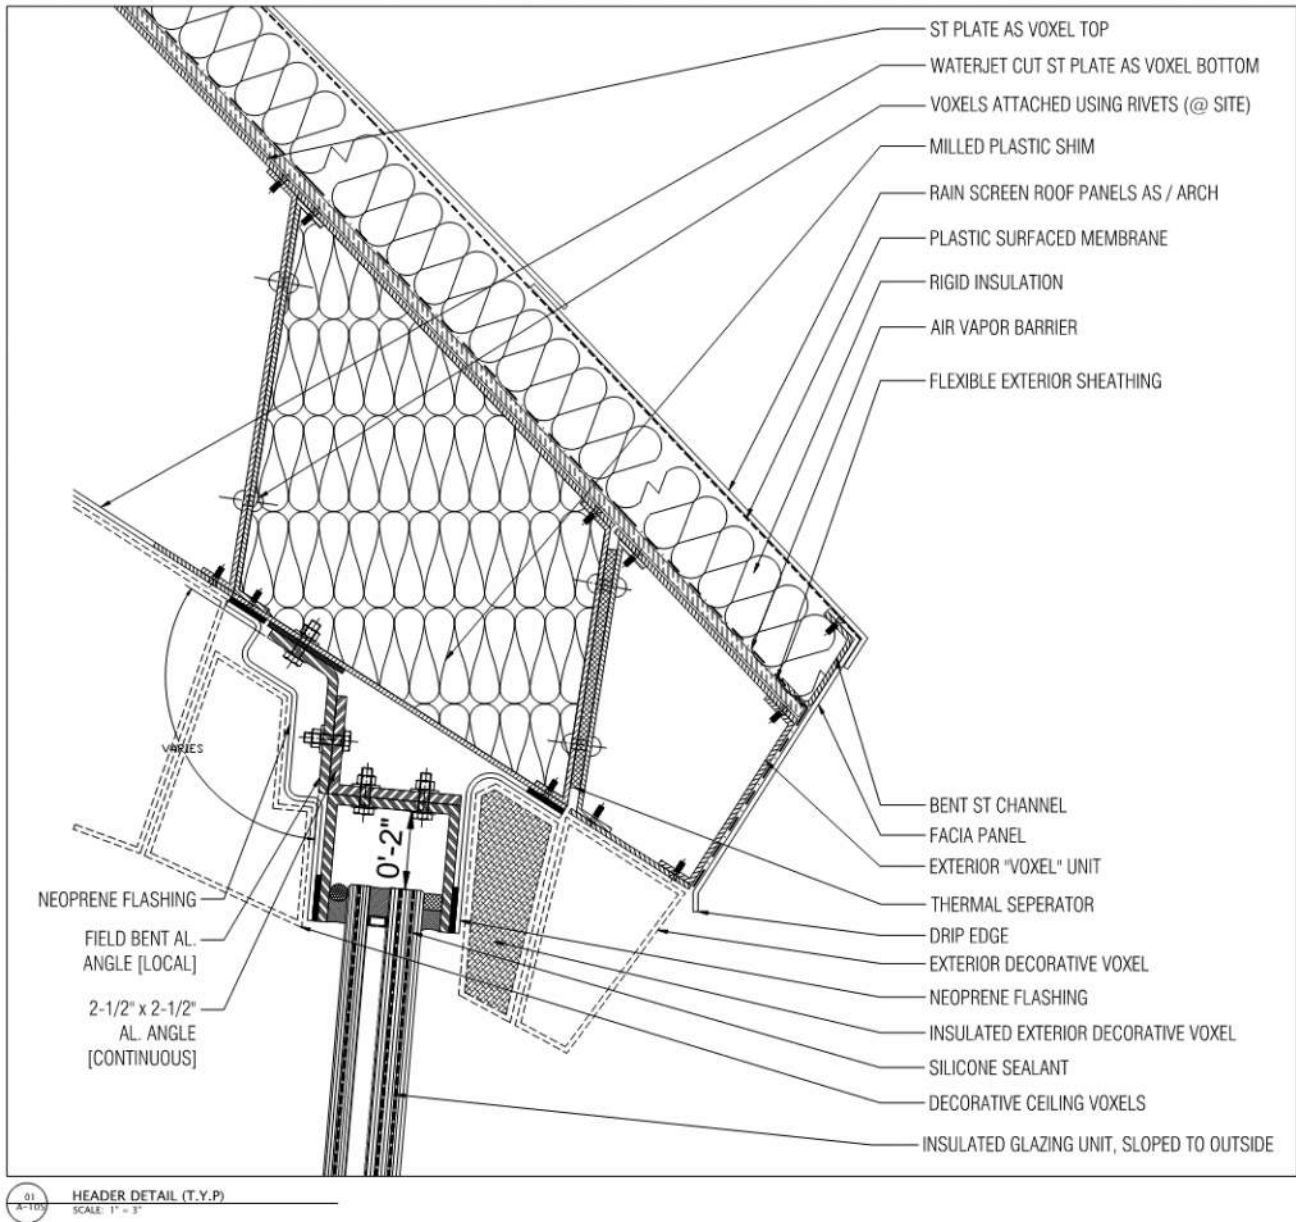 ST PLATE AS VOXEL TOP
WATERJET CUT ST PLATE AS VOXEL BOTTOM
VOXELS ATTACHED USING RIVETS (@ SITE)
MILLED PLASTIC SHIM
RAIN SCREEN ROOF PANELS AS / ARCH
PLASTIC SURFACED MEMBRANE
RIGID INSULATION
AIR VAPOR BARRIER
FLEXIBLE EXTERIOR SHEATHING
VARIES
0'-2"
NEOPRENE FLASHING
FIELD BENT AL.
ANGLE [LOCAL]
2-1/2" x 2-1/2"
AL. ANGLE
[CONTINUOUS]
BENT ST CHANNEL
FACIA PANEL
EXTERIOR "VOXEL" UNIT
THERMAL SEPERATOR
DRIP EDGE
EXTERIOR DECORATIVE VOXEL
NEOPRENE FLASHING
INSULATED EXTERIOR DECORATIVE VOXEL
SILICONE SEALANT
DECORATIVE CEILING VOXELS
INSULATED GLAZING UNIT, SLOPED TO OUTSIDE
01
A-105
HEADER DETAIL (T.Y.P)
SCALE: 1" = 3"